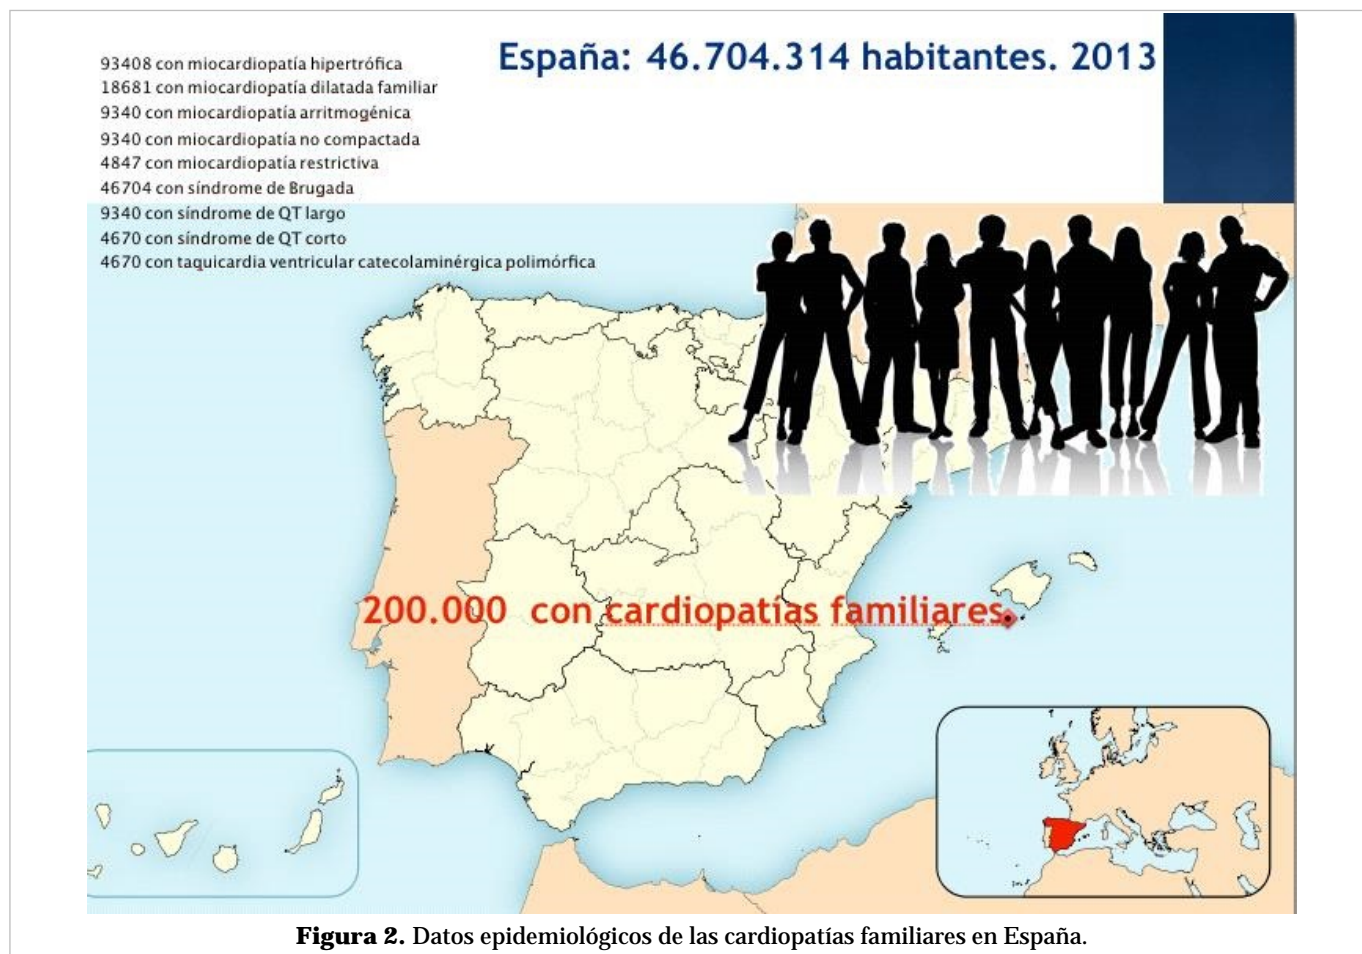 España: 46.704.314 habitantes. 2013
93408 con miocardiopatía hipertrófica
18681 con miocardiopatía dilatada familiar
9340 con miocardiopatía arritmogénica
9340 con miocardiopatía no compactada
4847 con miocardiopatía restrictiva
46704 con síndrome de Brugada
9340 con síndrome de QT largo
4670 con síndrome de QT corto
4670 con taquicardia ventricular catecolaminérgica polimórfica
200.000 con cardiopatías familiares.
Figura 2. Datos epidemiológicos de las cardiopatías familiares en España.